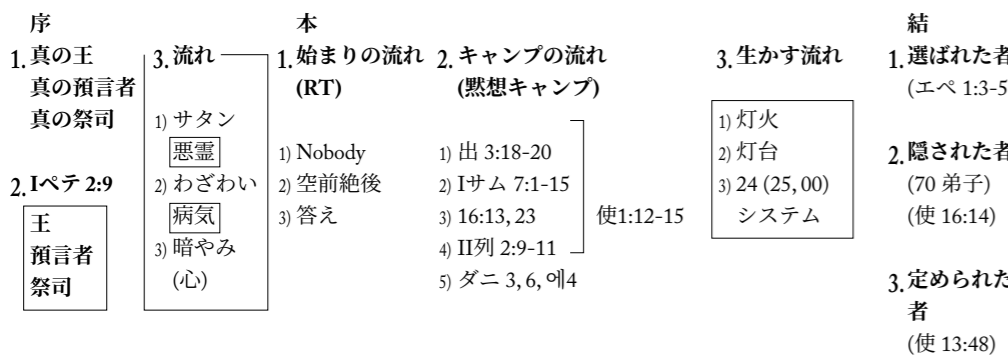 序
1. 真の王
真の預言者
真の祭司
2. Iペテ 2:9
王
預言者
祭司
3. 流れ
1) サタン
悪霊
2) わざわい
病気
3) 暗やみ
(心)
本
1. 始まりの流れ
(RT)
1) Nobody
2) 空前絶後
3) 答え
2. キャンプの流れ
(黙想キャンプ)
1) 出 3:18-20
2) Iサム 7:1-15
3) 16:13, 23
4) II列 2:9-11
5) ダニ 3, 6, 에4
使1:12-15
3. 生かす流れ
1) 灯火
2) 灯台
3) 24 (25, 00)
システム
結
1. 選ばれた者
(エペ 1:3-5
2. 隠された者
(70 弟子)
(使 16:14)
3. 定められた
者
(使 13:48)